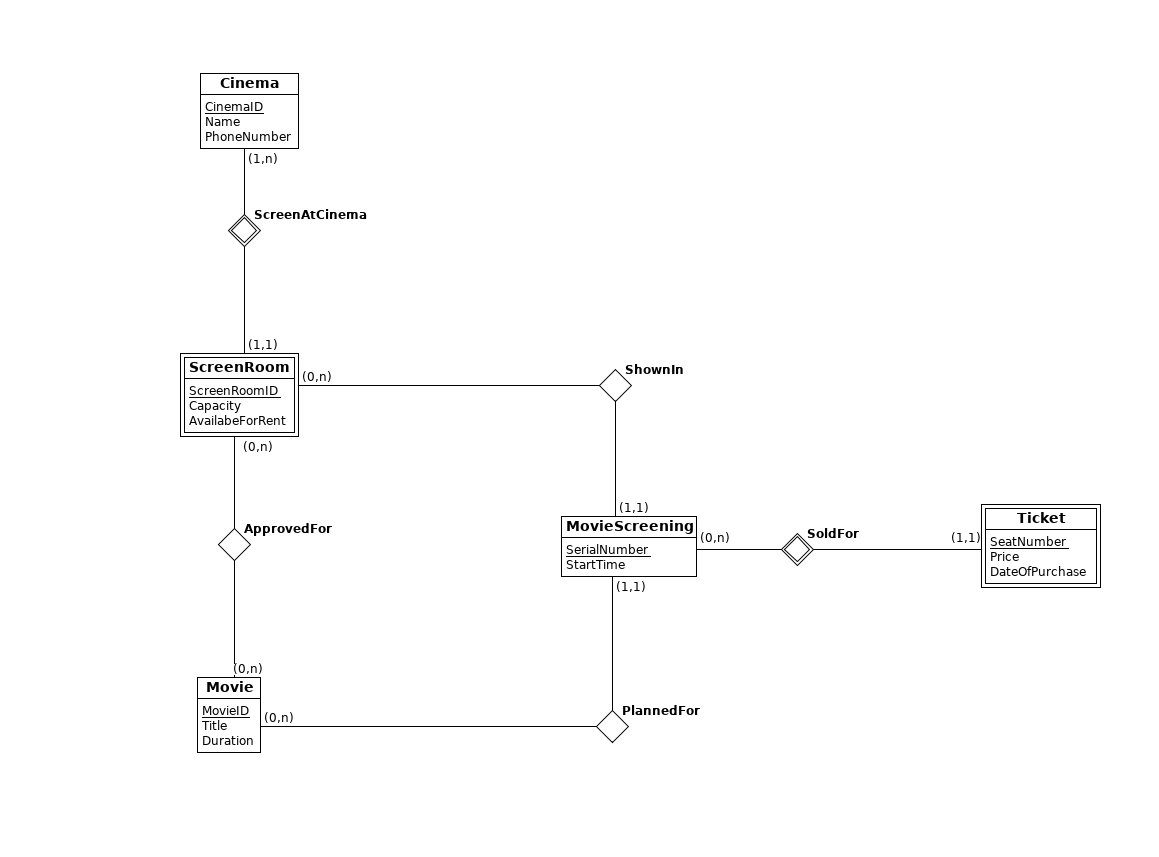 Cinema
CinemaID
Name
PhoneNumber
(1,n)
ScreenAtCinema
(1,1)
ScreenRoom
ScreenRoomID
Capacity
AvailabeForRent
(0,n)
ShownIn
(0,n)
ApprovedFor
(1,1)
MovieScreening
SerialNumber
StartTime
(0,n)
SoldFor
(1,1)
Ticket
SeatNumber
Price
DateOfPurchase
(1,1)
(0,n)
Movie
MovieID
Title
Duration
(0,n)
PlannedFor